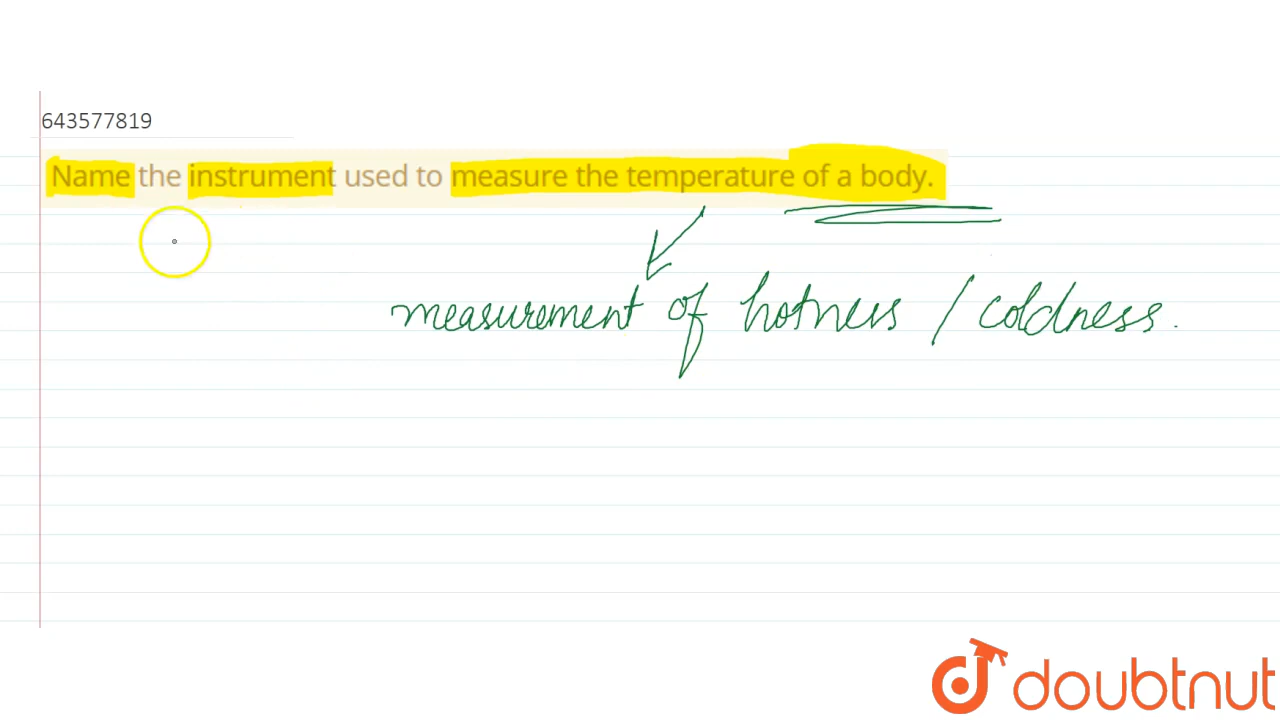 643577819
Name the instrument used to measure the temperature of a body.
measurement of hotness / coldness.
doubtnut